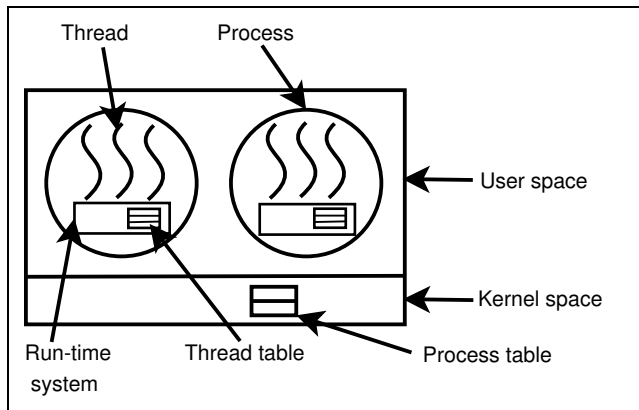 Thread
Process
User space
Kernel space
Run-time
system
Thread table
Process table